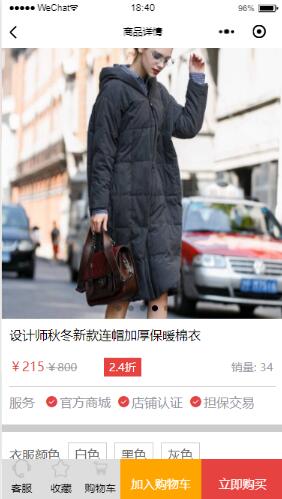 ●●●●● WeChat 18:40 96%
商品详情
设计师秋冬新款连帽加厚保暖棉衣
￥215 ￥800 2.4折 销量: 34
服务 官方商城 店铺认证 担保交易
衣服颜色 白色 黑色 灰色
客服 收藏 购物车 加入购物车 立即购买